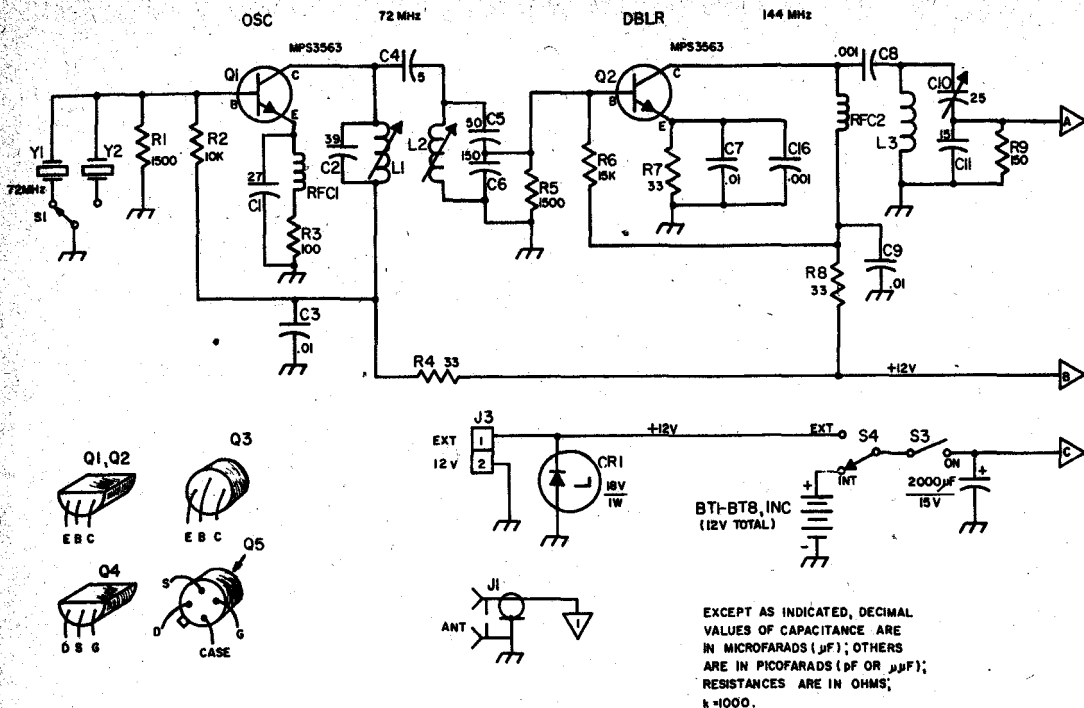 OSC
72 MHz
DBLR
144 MHz
MPS3563
Q1
B
C
E
C4
5
MPS3563
Q2
B
C
E
.001
C8
Y1
Y2
72MHz
S1
R1
1500
R2
10K
27
C1
RFC1
R3
100
39
C2
L1
L2
50
C5
150
C6
R5
1500
R6
15K
R7
33
C7
.01
C16
.001
RFC2
L3
C10
25
15
C11
R9
150
A
C9
.01
R8
33
C3
.01
R4 33
+12V
B
J3
EXT
1
12V
2
+12V
CR1
18V
1W
EXT
S4
INT
S3
ON
C
+
2000µF
15V
+
BT1-BT8, INC
(12V TOTAL)
-
Q1,Q2
E B C
Q3
E B C
Q4
D S G
Q5
S
D
G
CASE
J1
ANT
1
EXCEPT AS INDICATED, DECIMAL
VALUES OF CAPACITANCE ARE
IN MICROFARADS (µF); OTHERS
ARE IN PICOFARADS (pF OR µµF);
RESISTANCES ARE IN OHMS;
k=1000.